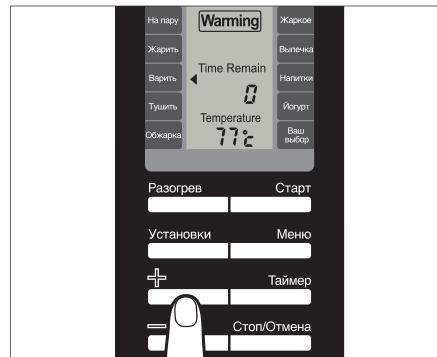 На пару Warming Жаркое
Жарить Выпечка
Time Remain
Варить Напитки
0
Тушить Йогурт
Temperature
Обжарка 77°c Ваш выбор
Разогрев Старт
Установки Меню
+ Таймер
− Стоп/Отмена